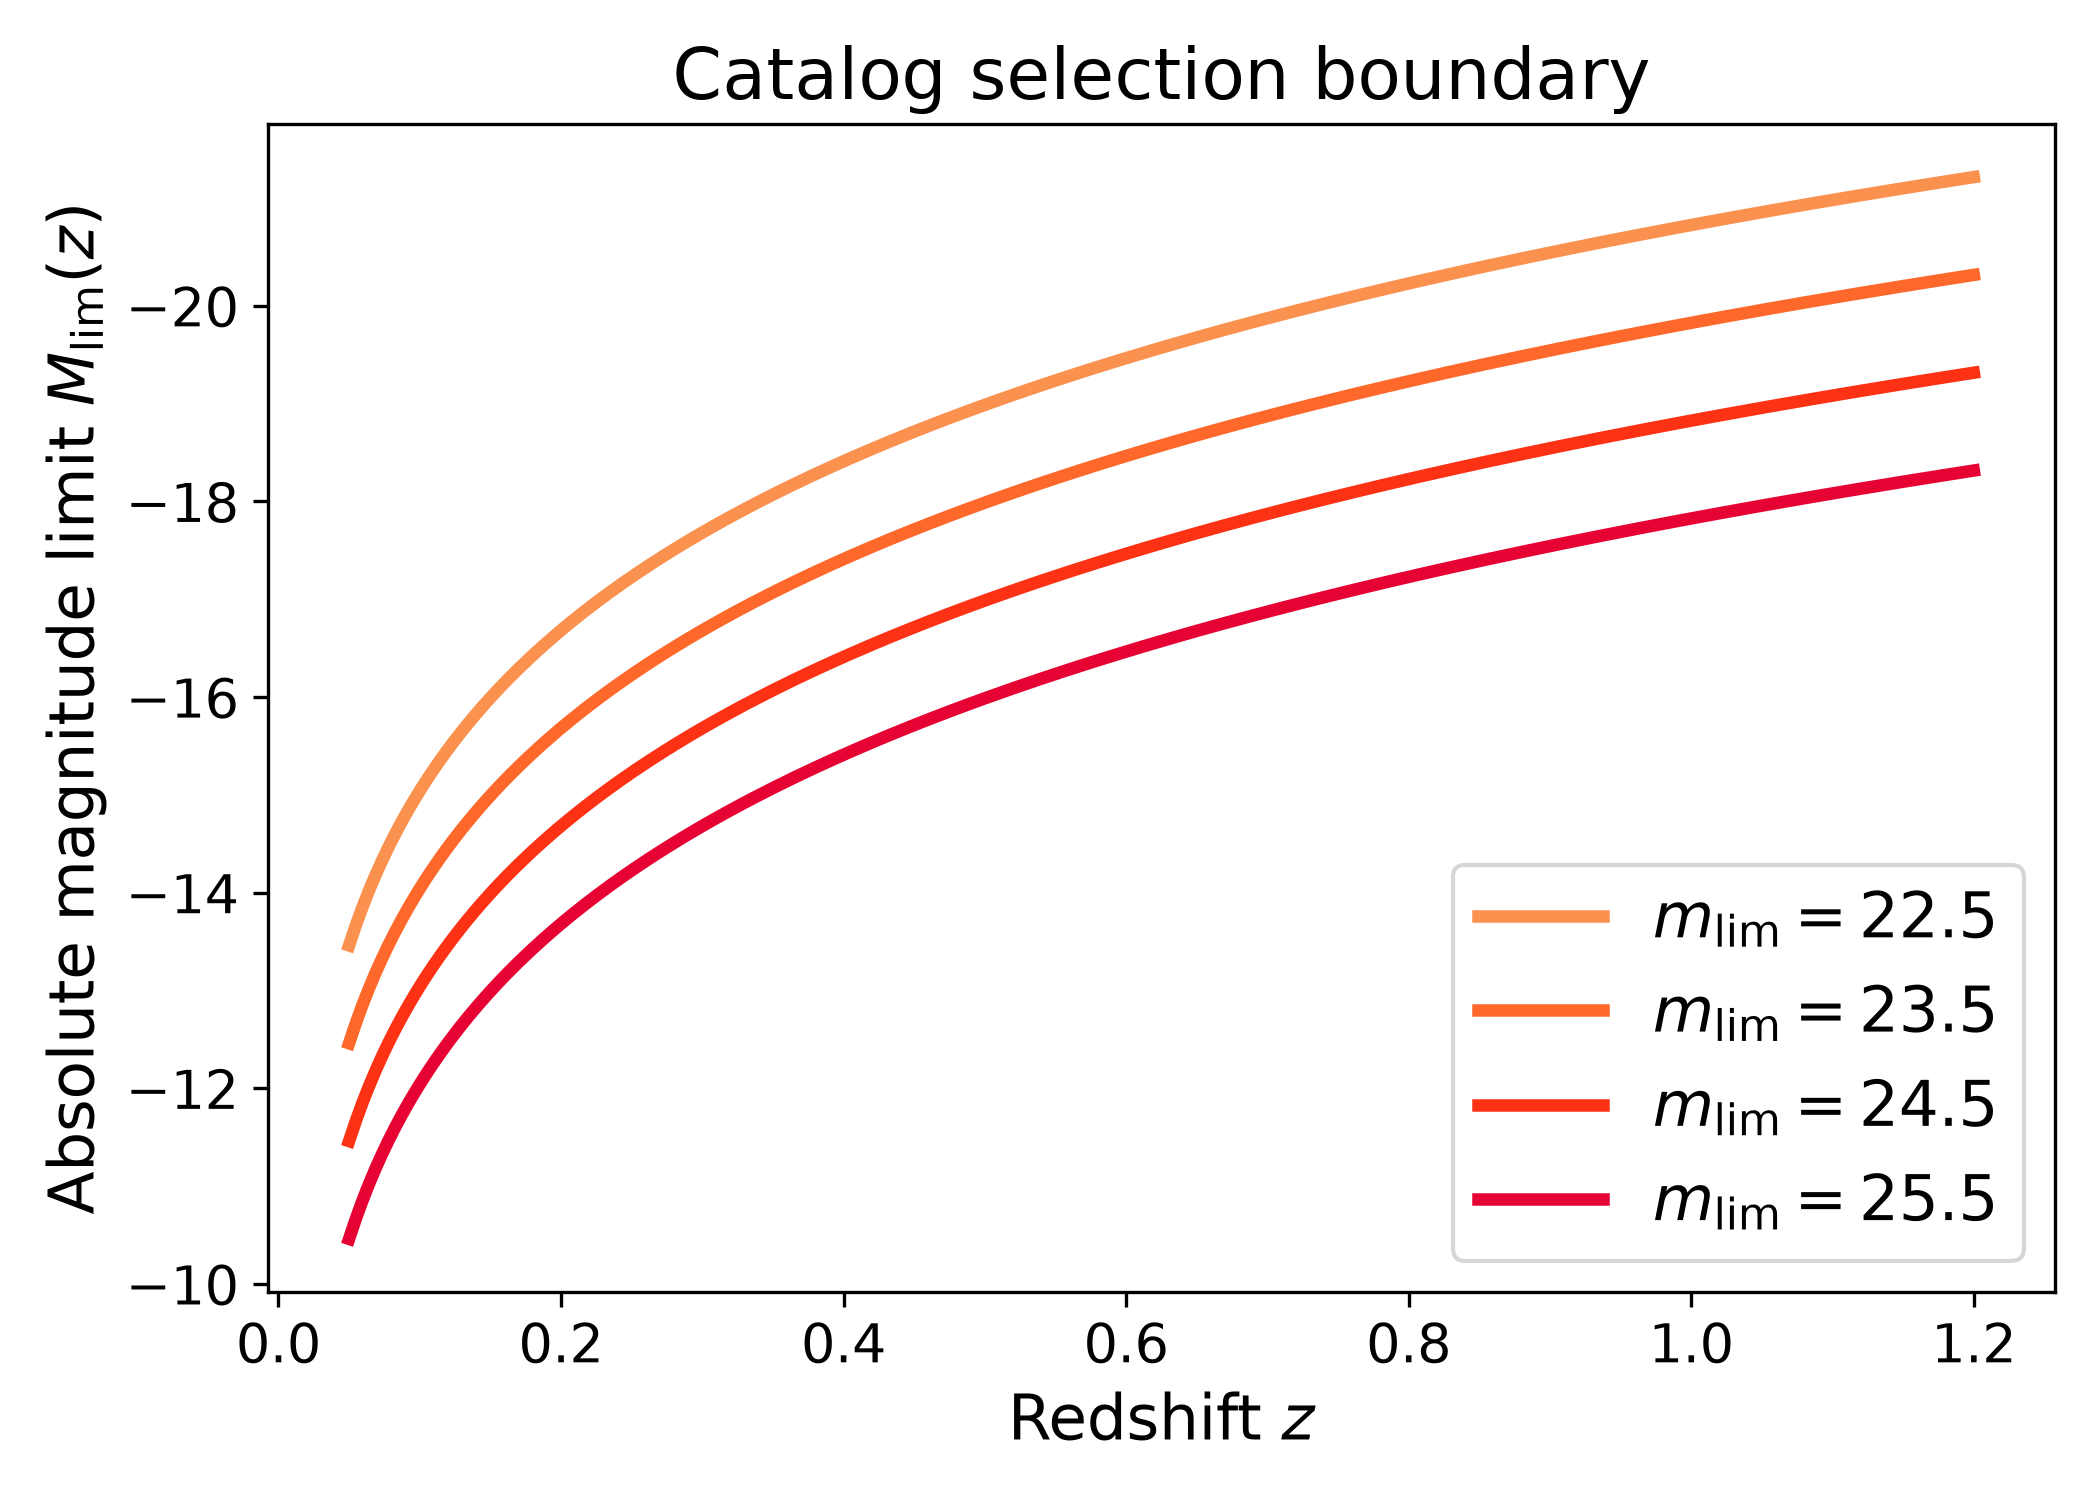 Catalog selection boundary
Absolute magnitude limit M_lim(z)
−20
−18
−16
−14
−12
−10
0.0 0.2 0.4 0.6 0.8 1.0 1.2
Redshift z
m_lim = 22.5
m_lim = 23.5
m_lim = 24.5
m_lim = 25.5